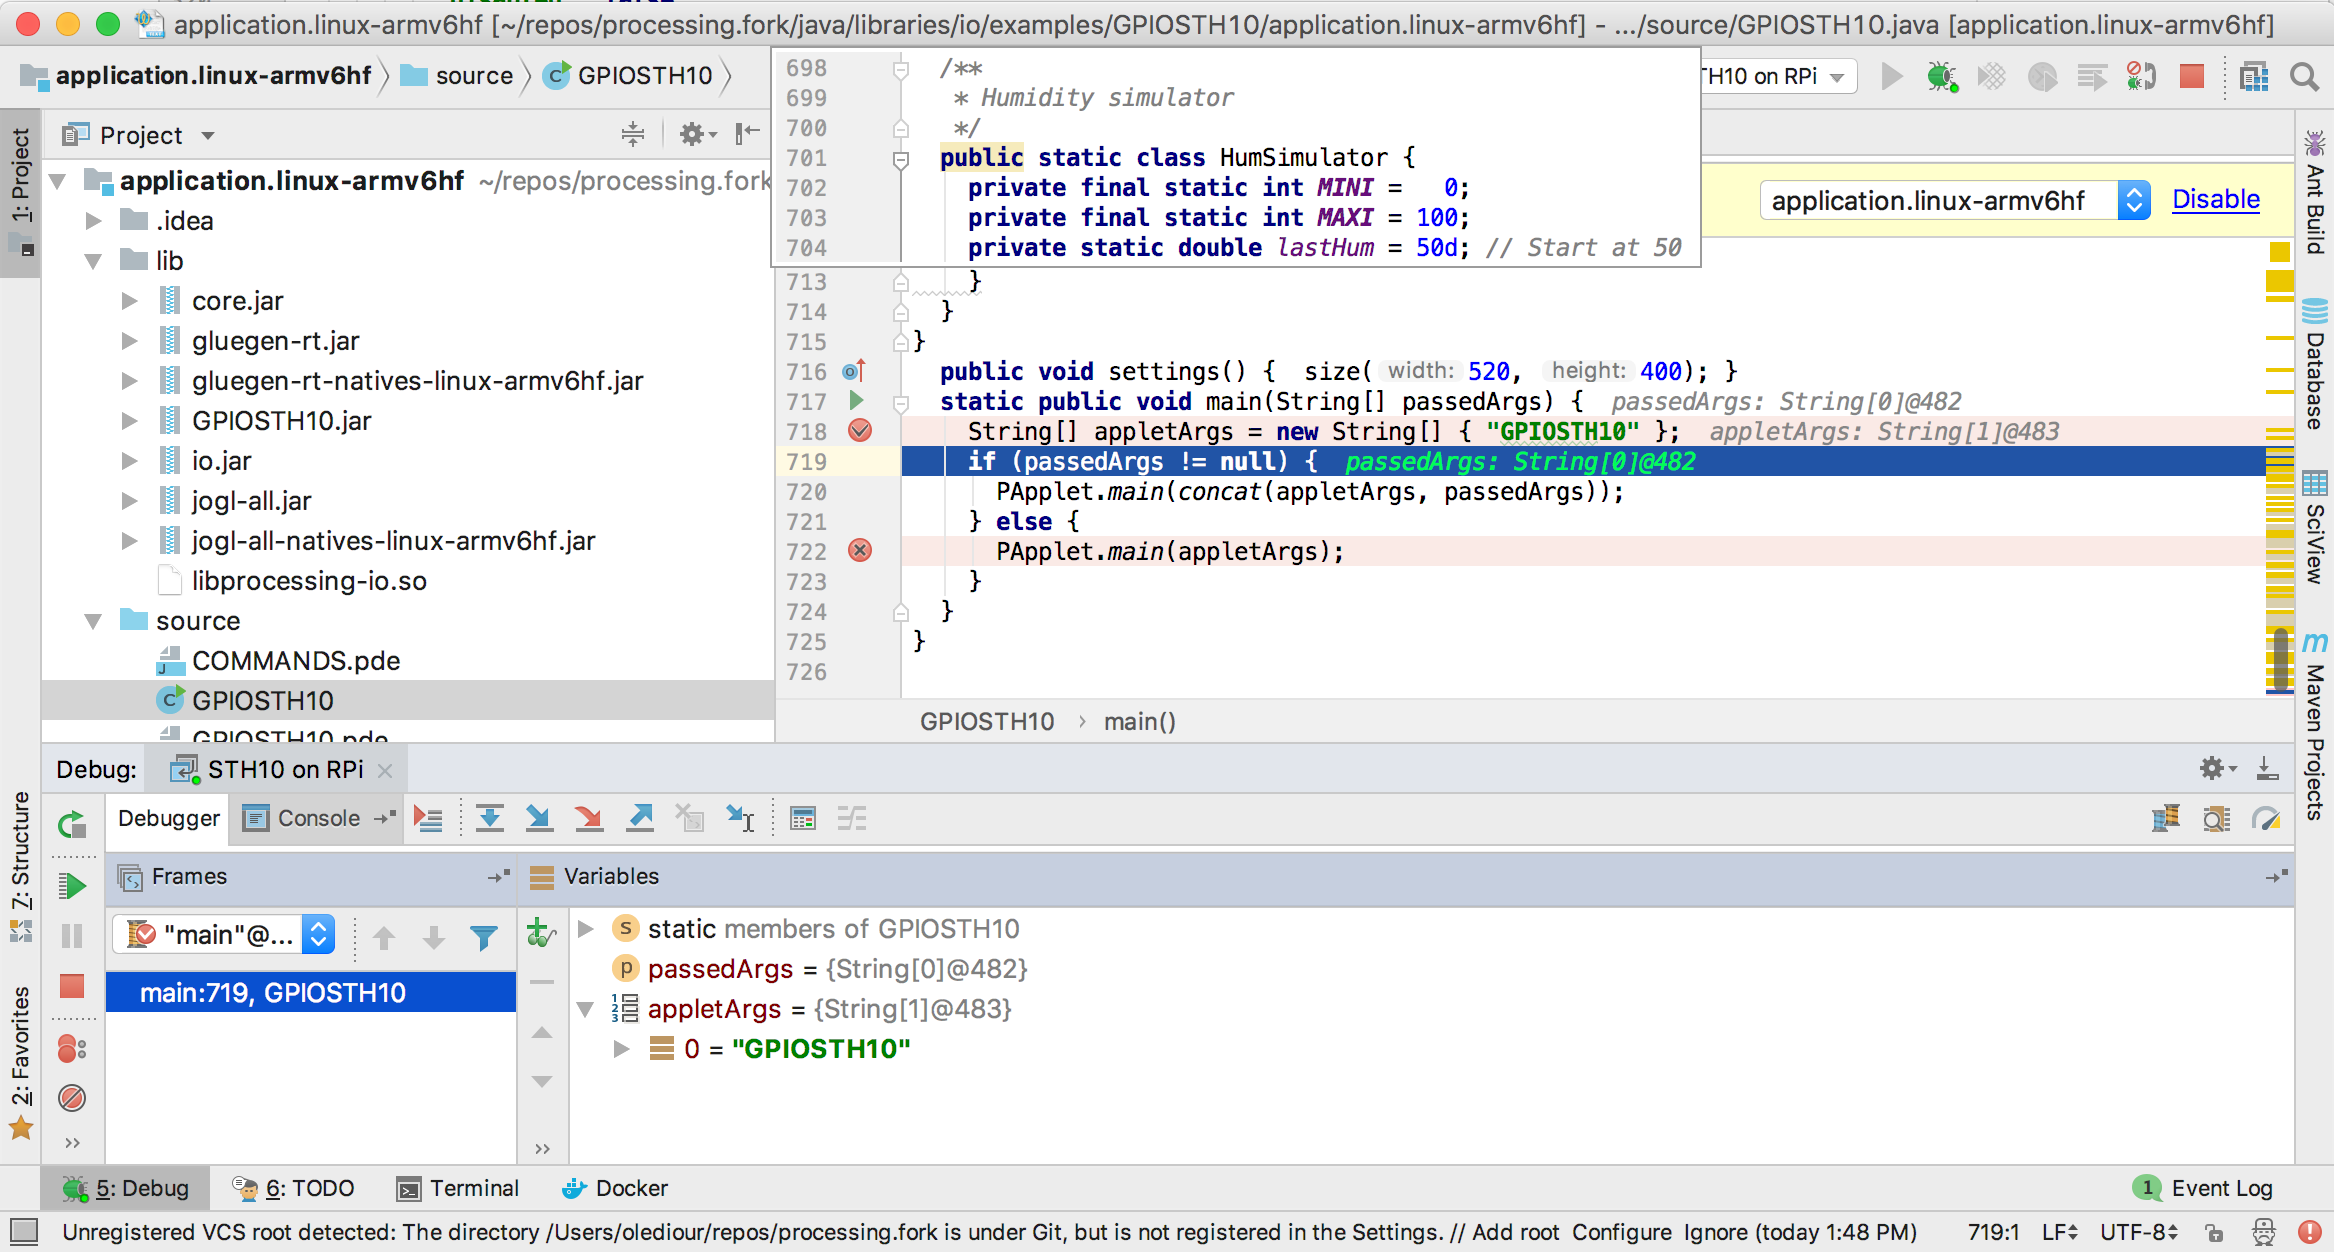 application.linux-armv6hf [~/repos/processing.fork/java/libraries/io/examples/GPIOSTH10/application.linux-armv6hf] - .../source/GPIOSTH10.java [application.linux-armv6hf]
application.linux-armv6hf source GPIOSTH10
TH10 on RPi
1: Project
Project
application.linux-armv6hf ~/repos/processing.fork
.idea
lib
core.jar
gluegen-rt.jar
gluegen-rt-natives-linux-armv6hf.jar
GPIOSTH10.jar
io.jar
jogl-all.jar
jogl-all-natives-linux-armv6hf.jar
libprocessing-io.so
source
COMMANDS.pde
GPIOSTH10
GPIOSTH10.pde
698 /**
699 * Humidity simulator
700 */
701 public static class HumSimulator {
702 private final static int MINI = 0;
703 private final static int MAXI = 100;
704 private static double lastHum = 50d; // Start at 50
application.linux-armv6hf Disable
713 }
714 }
715 }
716 public void settings() { size( width: 520, height: 400); }
717 static public void main(String[] passedArgs) { passedArgs: String[0]@482
718 String[] appletArgs = new String[] { "GPIOSTH10" }; appletArgs: String[1]@483
719 if (passedArgs != null) { passedArgs: String[0]@482
720 PApplet.main(concat(appletArgs, passedArgs));
721 } else {
722 PApplet.main(appletArgs);
723 }
724 }
725 }
726
GPIOSTH10 › main()
Ant Build
Database
SciView
m Maven Projects
Debug: STH10 on RPi
Debugger Console
7: Structure
2: Favorites
Frames
"main"@...
main:719, GPIOSTH10
Variables
s static members of GPIOSTH10
p passedArgs = {String[0]@482}
appletArgs = {String[1]@483}
0 = "GPIOSTH10"
5: Debug 6: TODO Terminal Docker 1 Event Log
Unregistered VCS root detected: The directory /Users/olediour/repos/processing.fork is under Git, but is not registered in the Settings. // Add root Configure Ignore (today 1:48 PM) 719:1 LF UTF-8